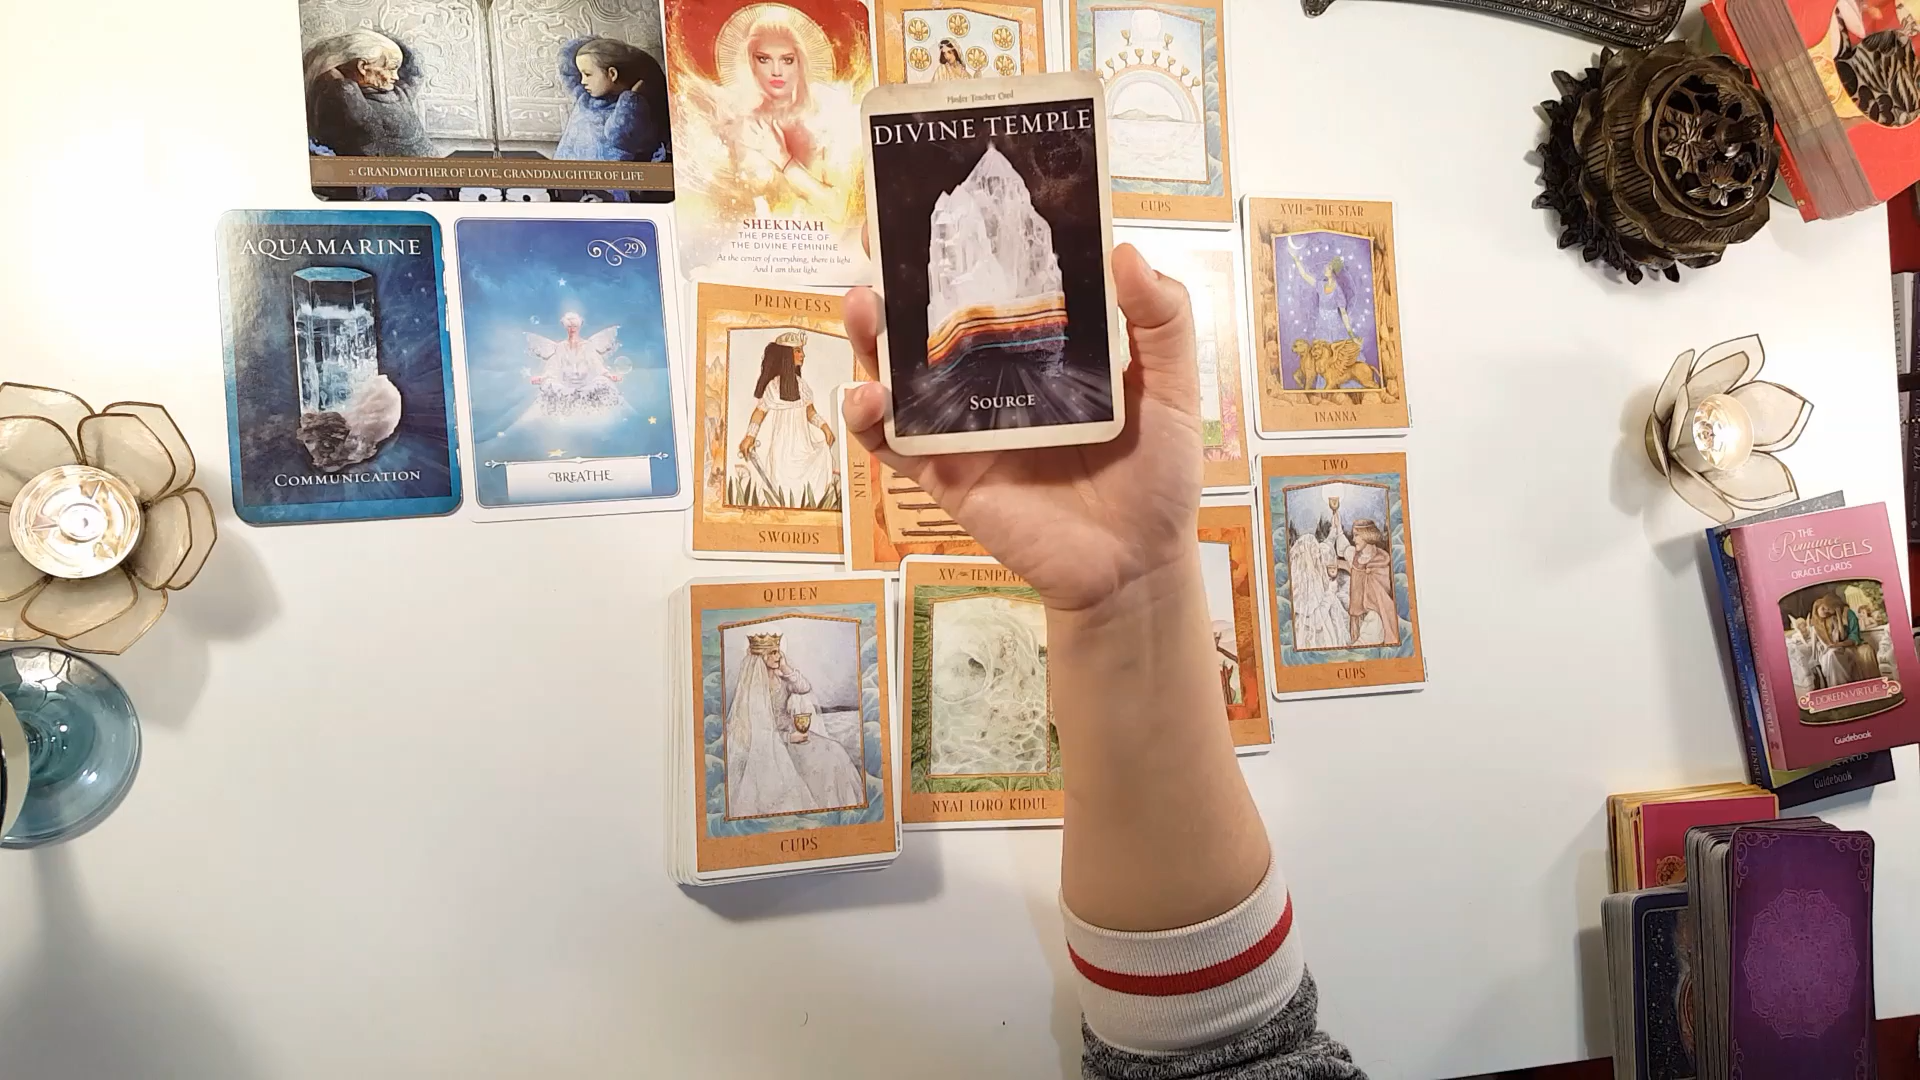 3. GRANDMOTHER OF LOVE, GRANDDAUGHTER OF LIFE
SHEKINAH
THE PRESENCE OF
THE DIVINE FEMININE
At the center of everything, there is light
And I am that light
Master Teacher Card
DIVINE TEMPLE
SOURCE
CUPS
XVII THE STAR
INANNA
AQUAMARINE
COMMUNICATION
29
BREATHE
PRINCESS
SWORDS
NINE
TWO
CUPS
QUEEN
CUPS
XV
NYAI LORO KIDUL
THE
Romance
ANGELS
ORACLE CARDS
DOREEN VIRTUE
Guidebook
Guidebook